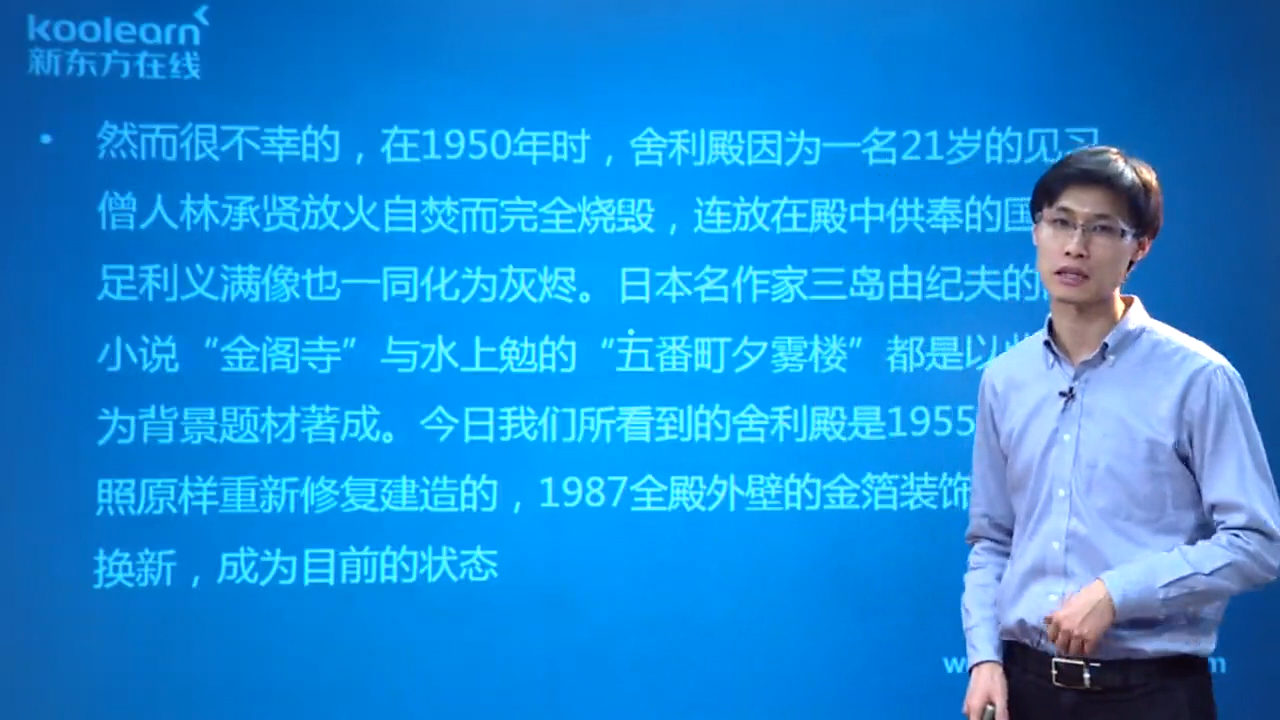 koolearn
新东方在线
• 然而很不幸的，在1950年时，舍利殿因为一名21岁的见习
僧人林承贤放火自焚而完全烧毁，连放在殿中供奉的国
足利义满像也一同化为灰烬。日本名作家三岛由纪夫的
小说“金阁寺”与水上勉的“五番町夕雾楼”都是以
为背景题材著成。今日我们所看到的舍利殿是1955
照原样重新修复建造的，1987全殿外壁的金箔装饰
换新，成为目前的状态